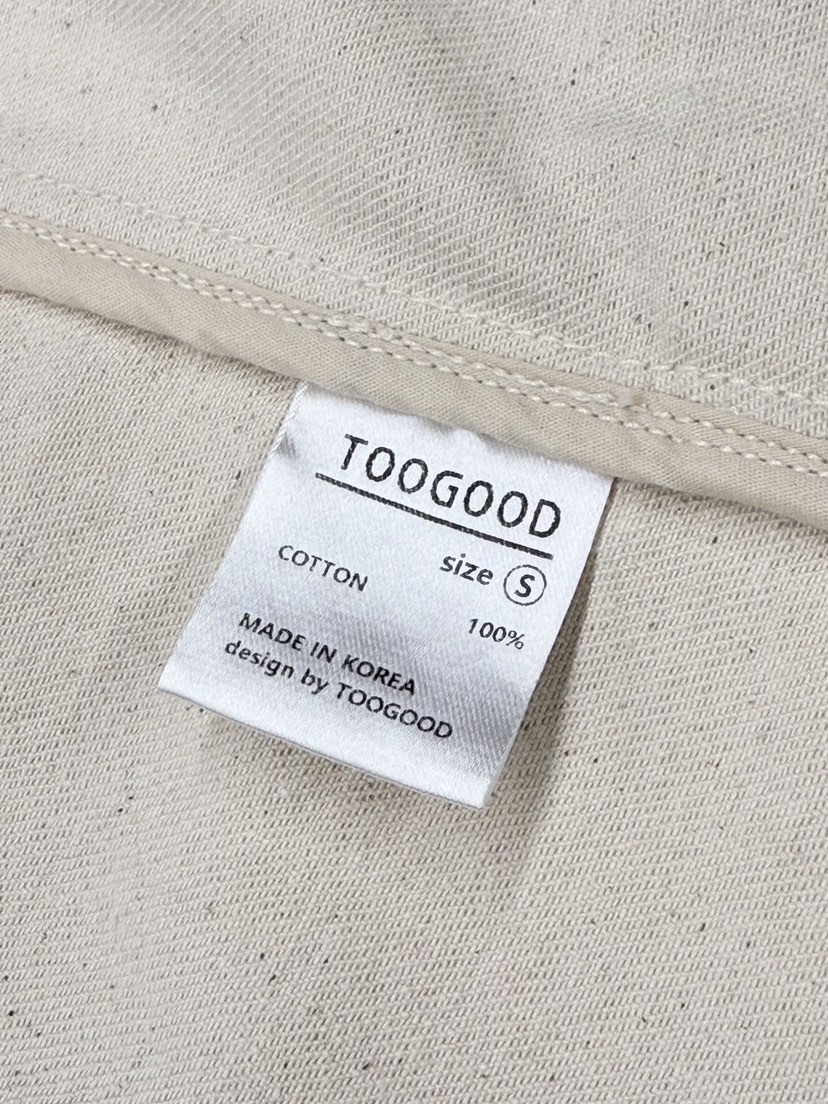 TOOGOOD
size S
COTTON 100%
MADE IN KOREA
design by TOOGOOD